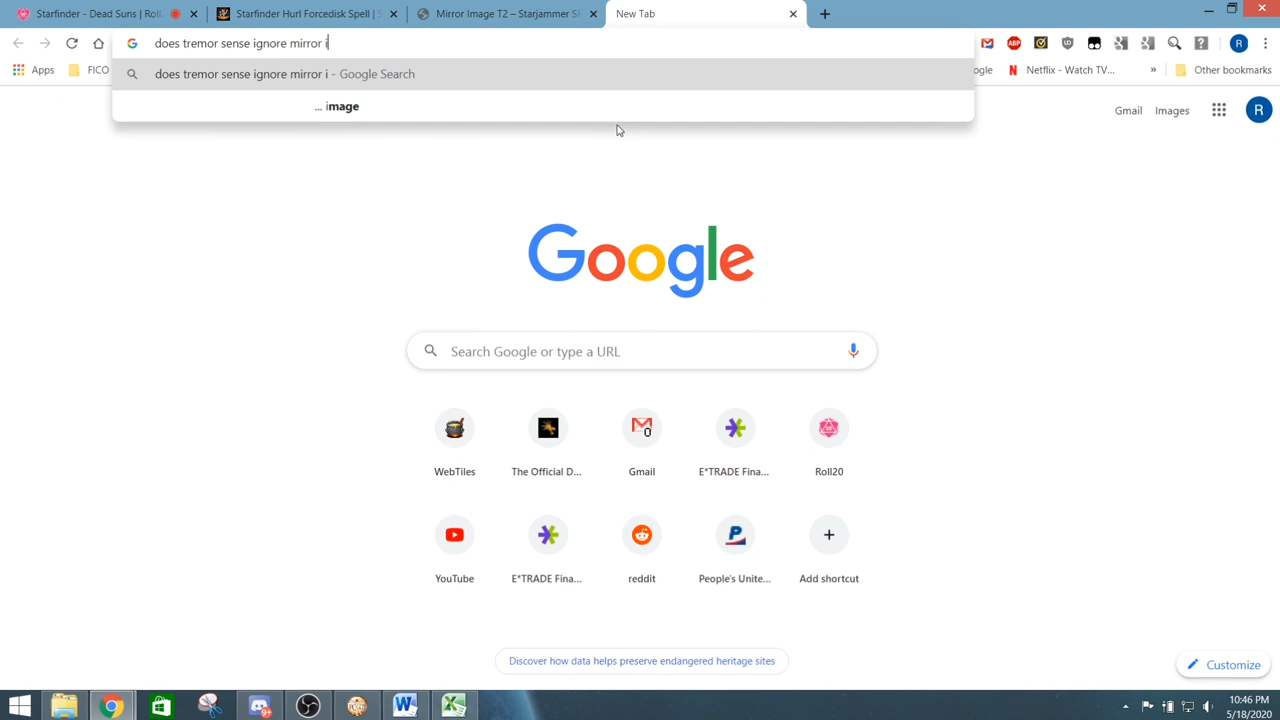 Starfinder - Dead Suns | Roll
Starfinder Hurl Forcedisk Spell | S
Mirror Image T2 – Starjammer SR
New Tab
does tremor sense ignore mirror i
does tremor sense ignore mirror i - Google Search
... image
Apps
FICO
ogle
Netflix - Watch TV...
»
Other bookmarks
R
Gmail
Images
R
Google
Search Google or type a URL
WebTiles
The Official D...
Gmail
E*TRADE Fina...
Roll20
YouTube
E*TRADE Fina...
reddit
People's Unite...
Add shortcut
Discover how data helps preserve endangered heritage sites
Customize
10:46 PM
5/18/2020